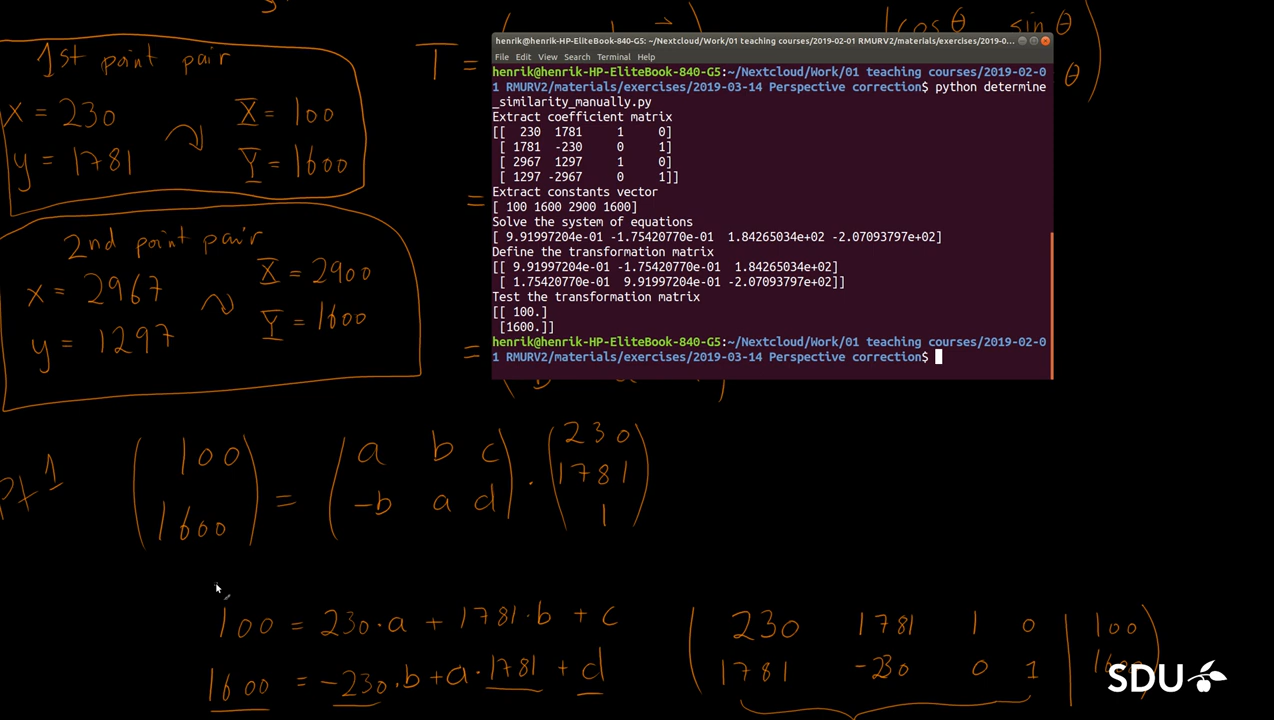 1st point pair
x = 230
y = 1781
X = 100
Y = 1600
2nd point pair
x = 2967
y = 1297
X = 2900
Y = 1600
T =
cos θ sin θ
θ
=
=
henrik@henrik-HP-EliteBook-840-G5: ~/Nextcloud/Work/01 teaching courses/2019-02-01 RMURV2/materials/exercises/2019-0...
File Edit View Search Terminal Help
henrik@henrik-HP-EliteBook-840-G5:~/Nextcloud/Work/01 teaching courses/2019-02-0
1 RMURV2/materials/exercises/2019-03-14 Perspective correction$ python determine
_similarity_manually.py
Extract coefficient matrix
[[ 230 1781 1 0]
[ 1781 -230 0 1]
[ 2967 1297 1 0]
[ 1297 -2967 0 1]]
Extract constants vector
[ 100 1600 2900 1600]
Solve the system of equations
[ 9.91997204e-01 -1.75420770e-01 1.84265034e+02 -2.07093797e+02]
Define the transformation matrix
[[ 9.91997204e-01 -1.75420770e-01 1.84265034e+02]
[ 1.75420770e-01 9.91997204e-01 -2.07093797e+02]]
Test the transformation matrix
[[ 100.]
[1600.]]
henrik@henrik-HP-EliteBook-840-G5:~/Nextcloud/Work/01 teaching courses/2019-02-0
1 RMURV2/materials/exercises/2019-03-14 Perspective correction$
Pt 1
100
1600
=
a b c
-b a d
·
230
1781
1
100 = 230·a + 1781·b + c
1600 = -230·b + a·1781 + d
230 1781 1 0 | 100
1781 -230 0 1 | 1600
SDU